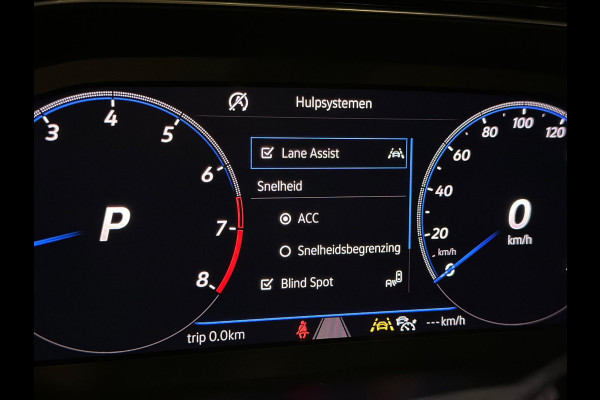 Hulpsystemen
3 4 5 6 7 8
P
Lane Assist
Snelheid
ACC
Snelheidsbegrenzing
Blind Spot
0 20 40 60 80 100 120
km/h
0
km/h
trip 0.0km
--- km/h